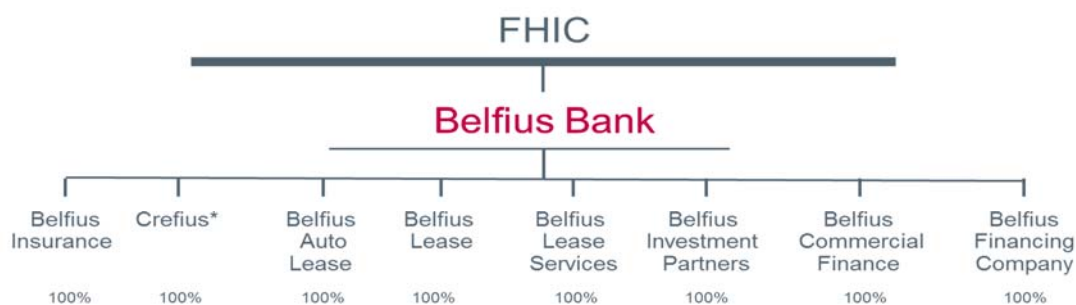 FHIC
Belfius Bank
Belfius Insurance
Crefius*
Belfius Auto Lease
Belfius Lease
Belfius Lease Services
Belfius Investment Partners
Belfius Commercial Finance
Belfius Financing Company
100% 100% 100% 100% 100% 100% 100% 100%